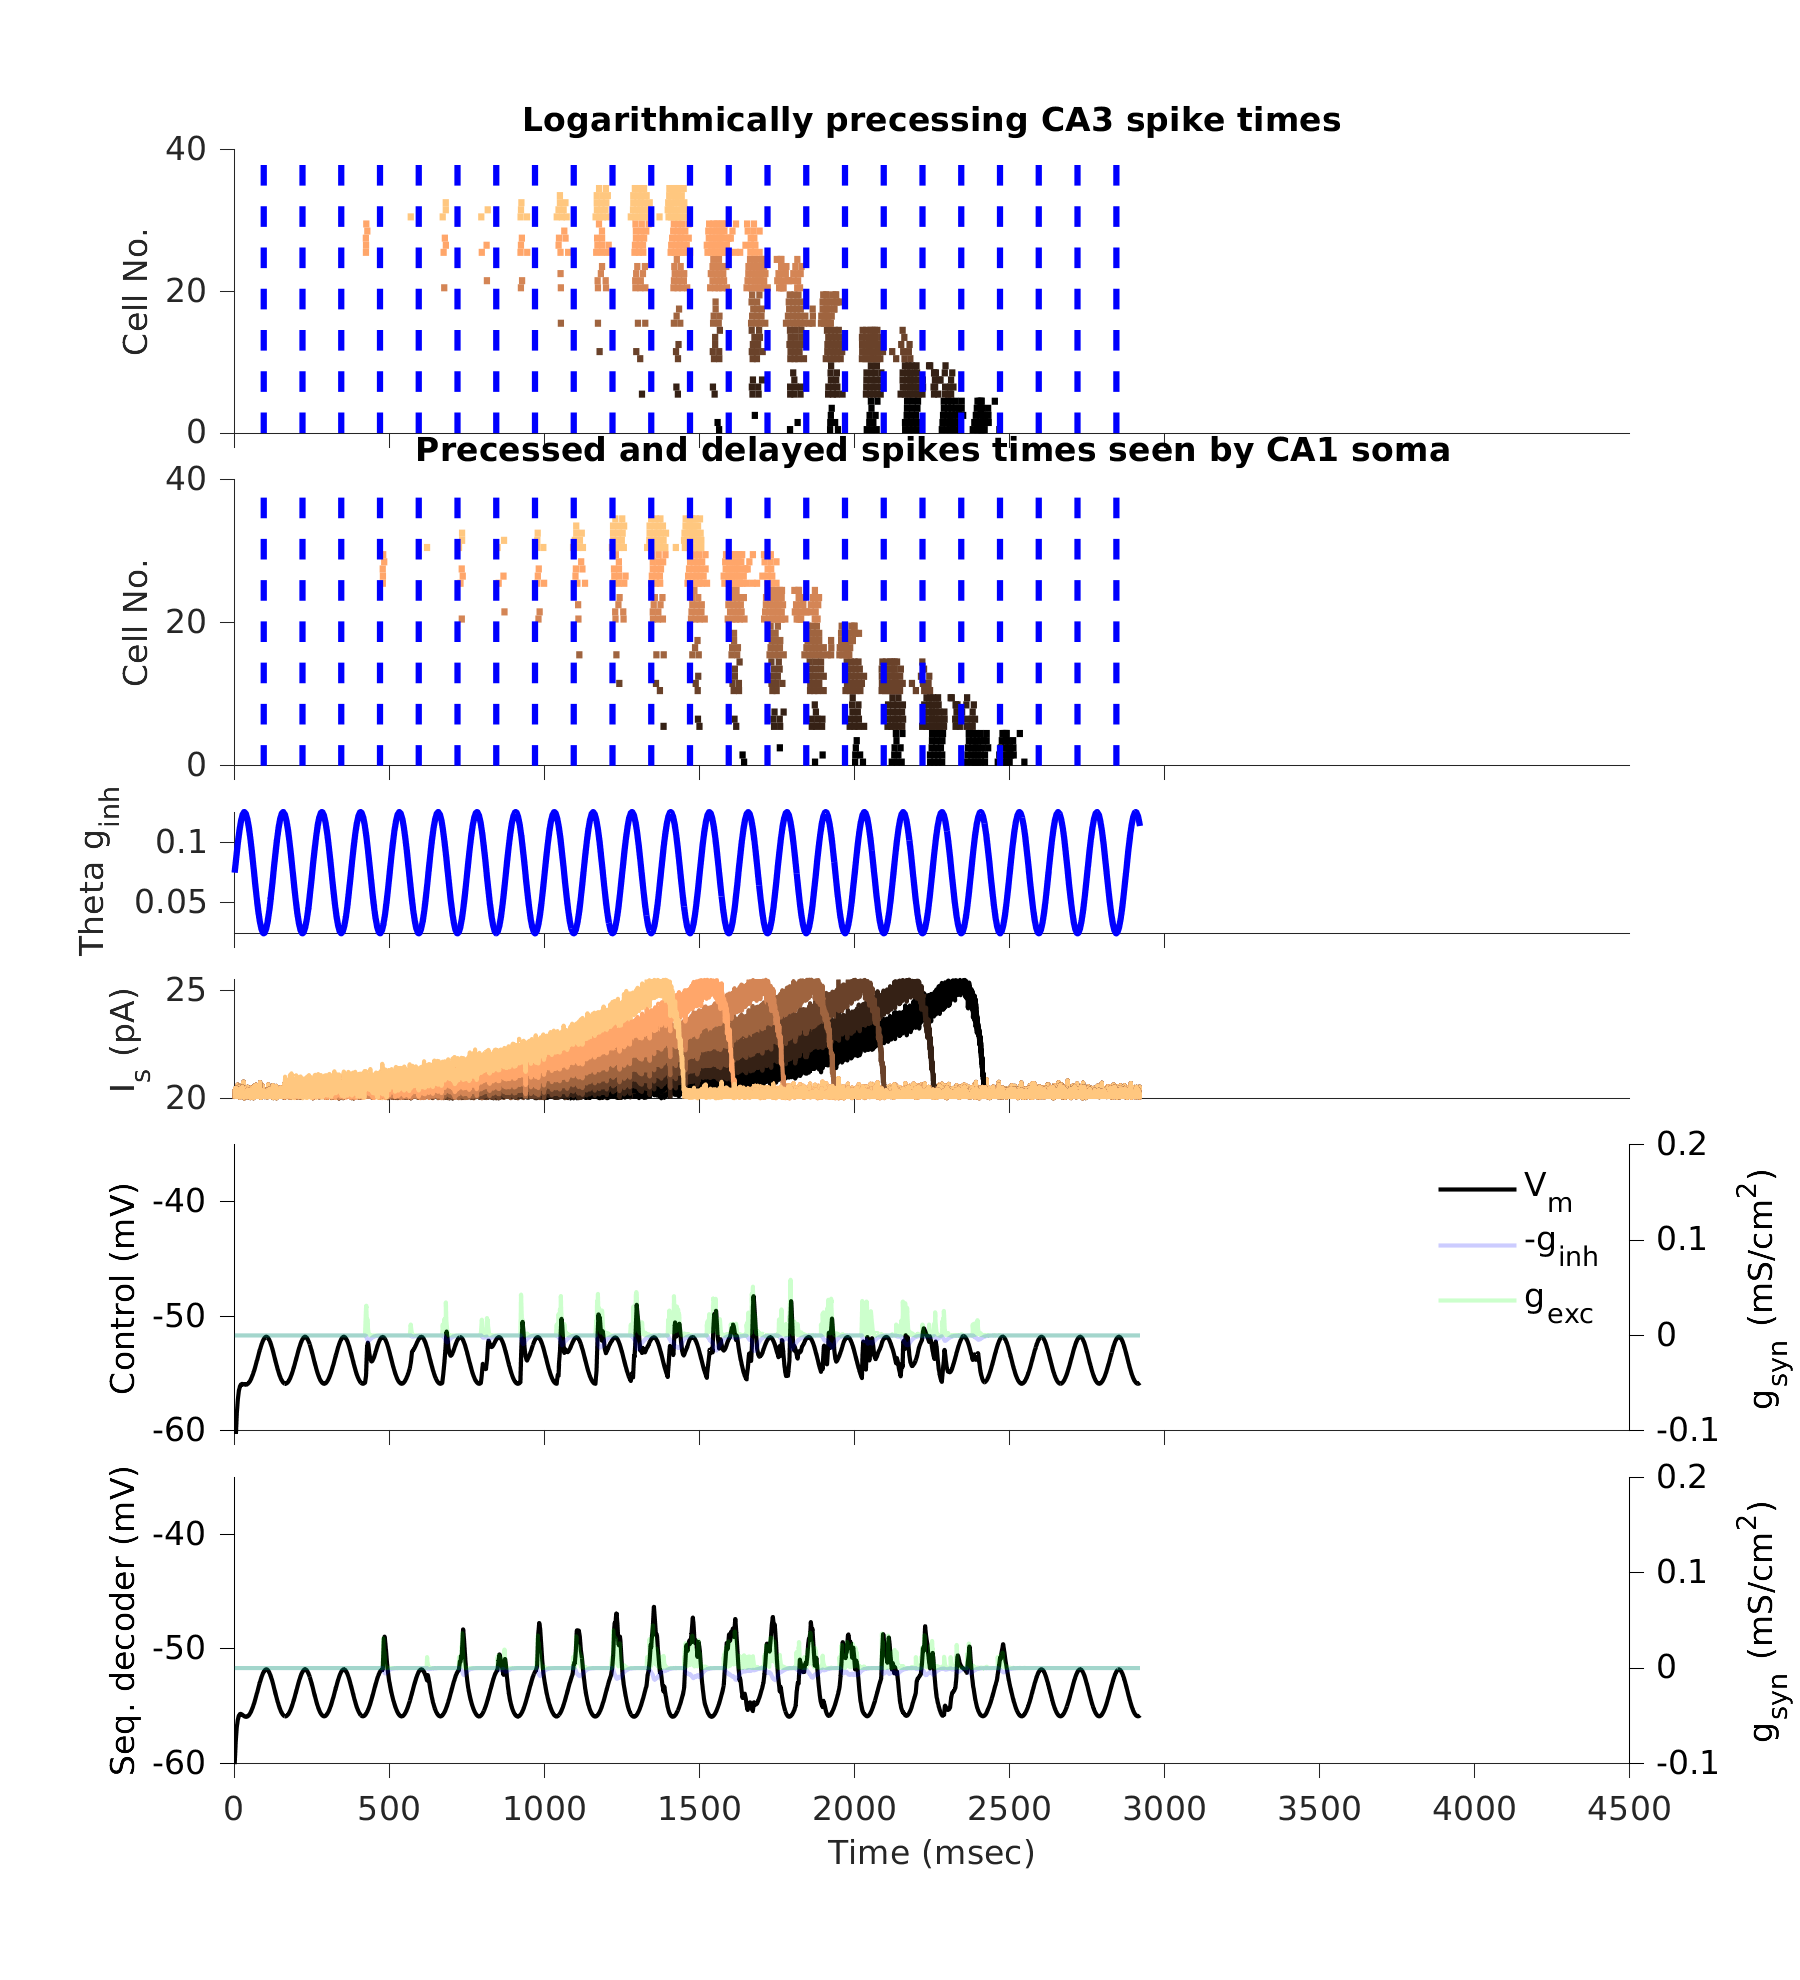 Logarithmically precessing CA3 spike times
40
20
0
Cell No.
Precessed and delayed spikes times seen by CA1 soma
40
20
0
Cell No.
0.1
0.05
Theta g_inh
25
20
I_s (pA)
-40
-50
-60
Control (mV)
V_m
-g_inh
g_exc
0.2
0.1
0
-0.1
g_syn (mS/cm^2)
-40
-50
-60
Seq. decoder (mV)
0.2
0.1
0
-0.1
g_syn (mS/cm^2)
0 500 1000 1500 2000 2500 3000 3500 4000 4500
Time (msec)